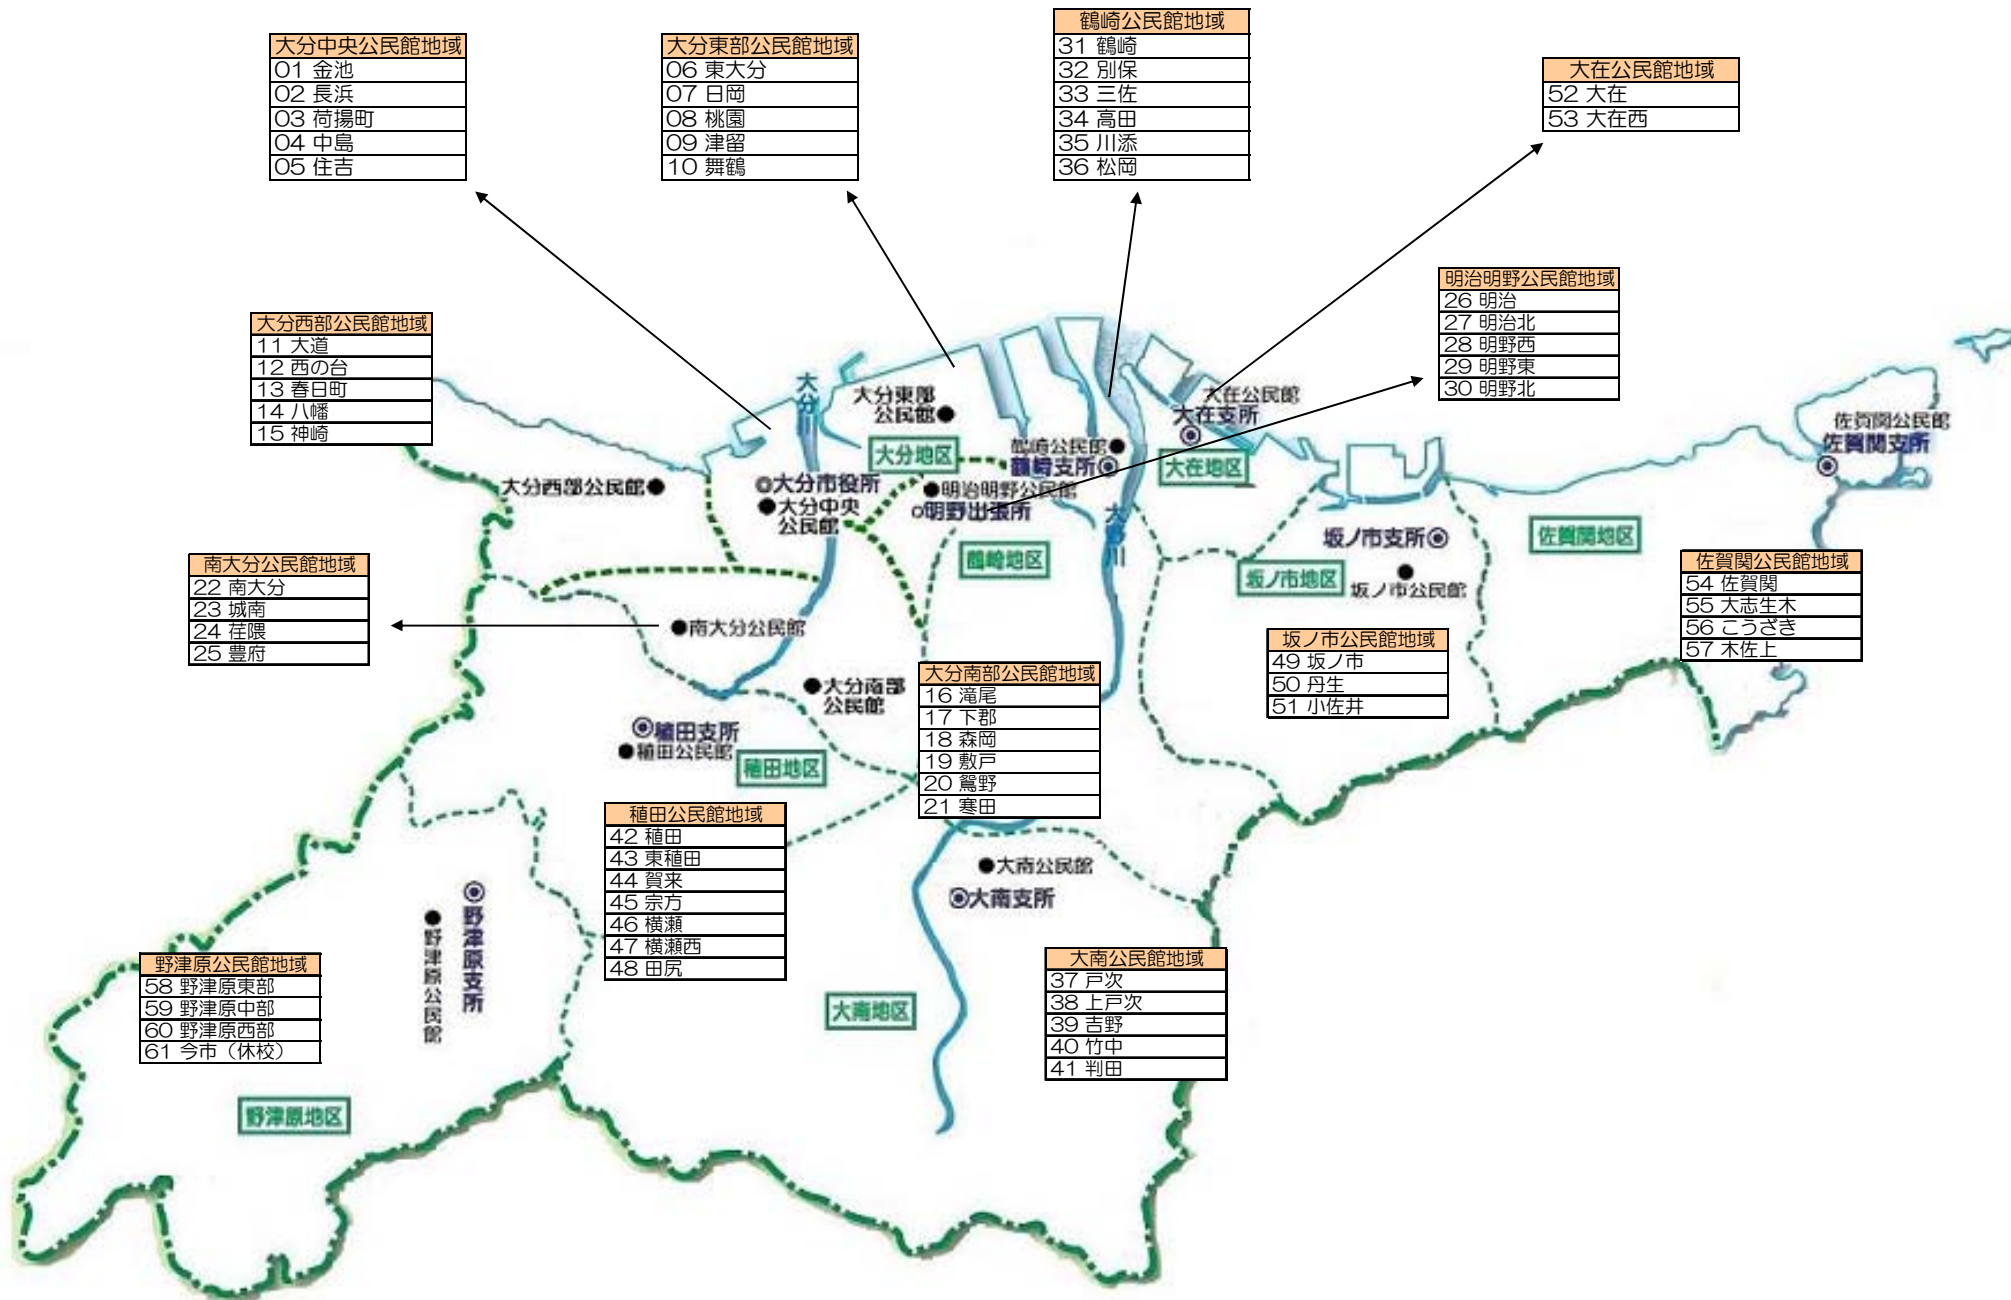 大分中央公民館地域
01 金池
02 長浜
03 荷揚町
04 中島
05 住吉
大分東部公民館地域
06 東大分
07 日岡
08 桃園
09 津留
10 舞鶴
鶴崎公民館地域
31 鶴崎
32 別保
33 三佐
34 高田
35 川添
36 松岡
大在公民館地域
52 大在
53 大在西
明治明野公民館地域
26 明治
27 明治北
28 明野西
29 明野東
30 明野北
大分西部公民館地域
11 大道
12 西の台
13 春日町
14 八幡
15 神崎
大分川
大分東部
公民館
大分地区
鶴崎公民館
鶴崎支所
大在公民館
大在支所
大在地区
佐賀関公民館
佐賀関支所
大分西部公民館
大分市役所
大分中央
公民館
明治明野公民館
明野出張所
大野川
鶴崎地区
坂ノ市支所
坂ノ市公民館
坂ノ市地区
佐賀関地区
南大分公民館地域
22 南大分
23 城南
24 荏隈
25 豊府
南大分公民館
佐賀関公民館地域
54 佐賀関
55 大志生木
56 こうざき
57 木佐上
坂ノ市公民館地域
49 坂ノ市
50 丹生
51 小佐井
大分南部
公民館
大分南部公民館地域
16 滝尾
17 下郡
18 森岡
19 敷戸
20 鴛野
21 寒田
稙田支所
稙田公民館
稙田地区
稙田公民館地域
42 稙田
43 東稙田
44 賀来
45 宗方
46 横瀬
47 横瀬西
48 田尻
大南公民館
大南支所
大南地区
大南公民館地域
37 戸次
38 上戸次
39 吉野
40 竹中
41 判田
野津原支所
野津原公民館
野津原公民館地域
58 野津原東部
59 野津原中部
60 野津原西部
61 今市（休校）
野津原地区